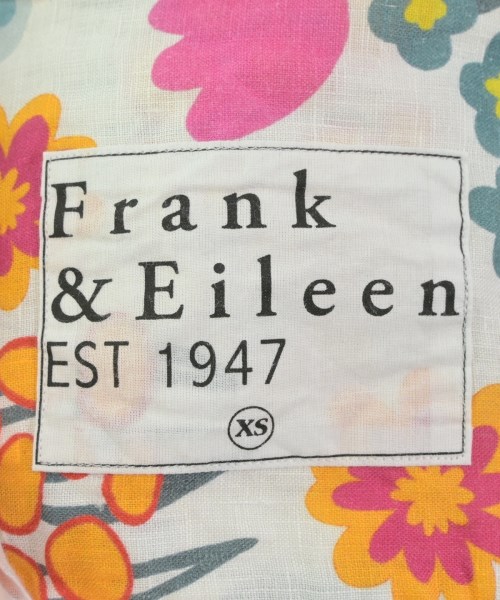 Frank
& Eileen
EST 1947
XS